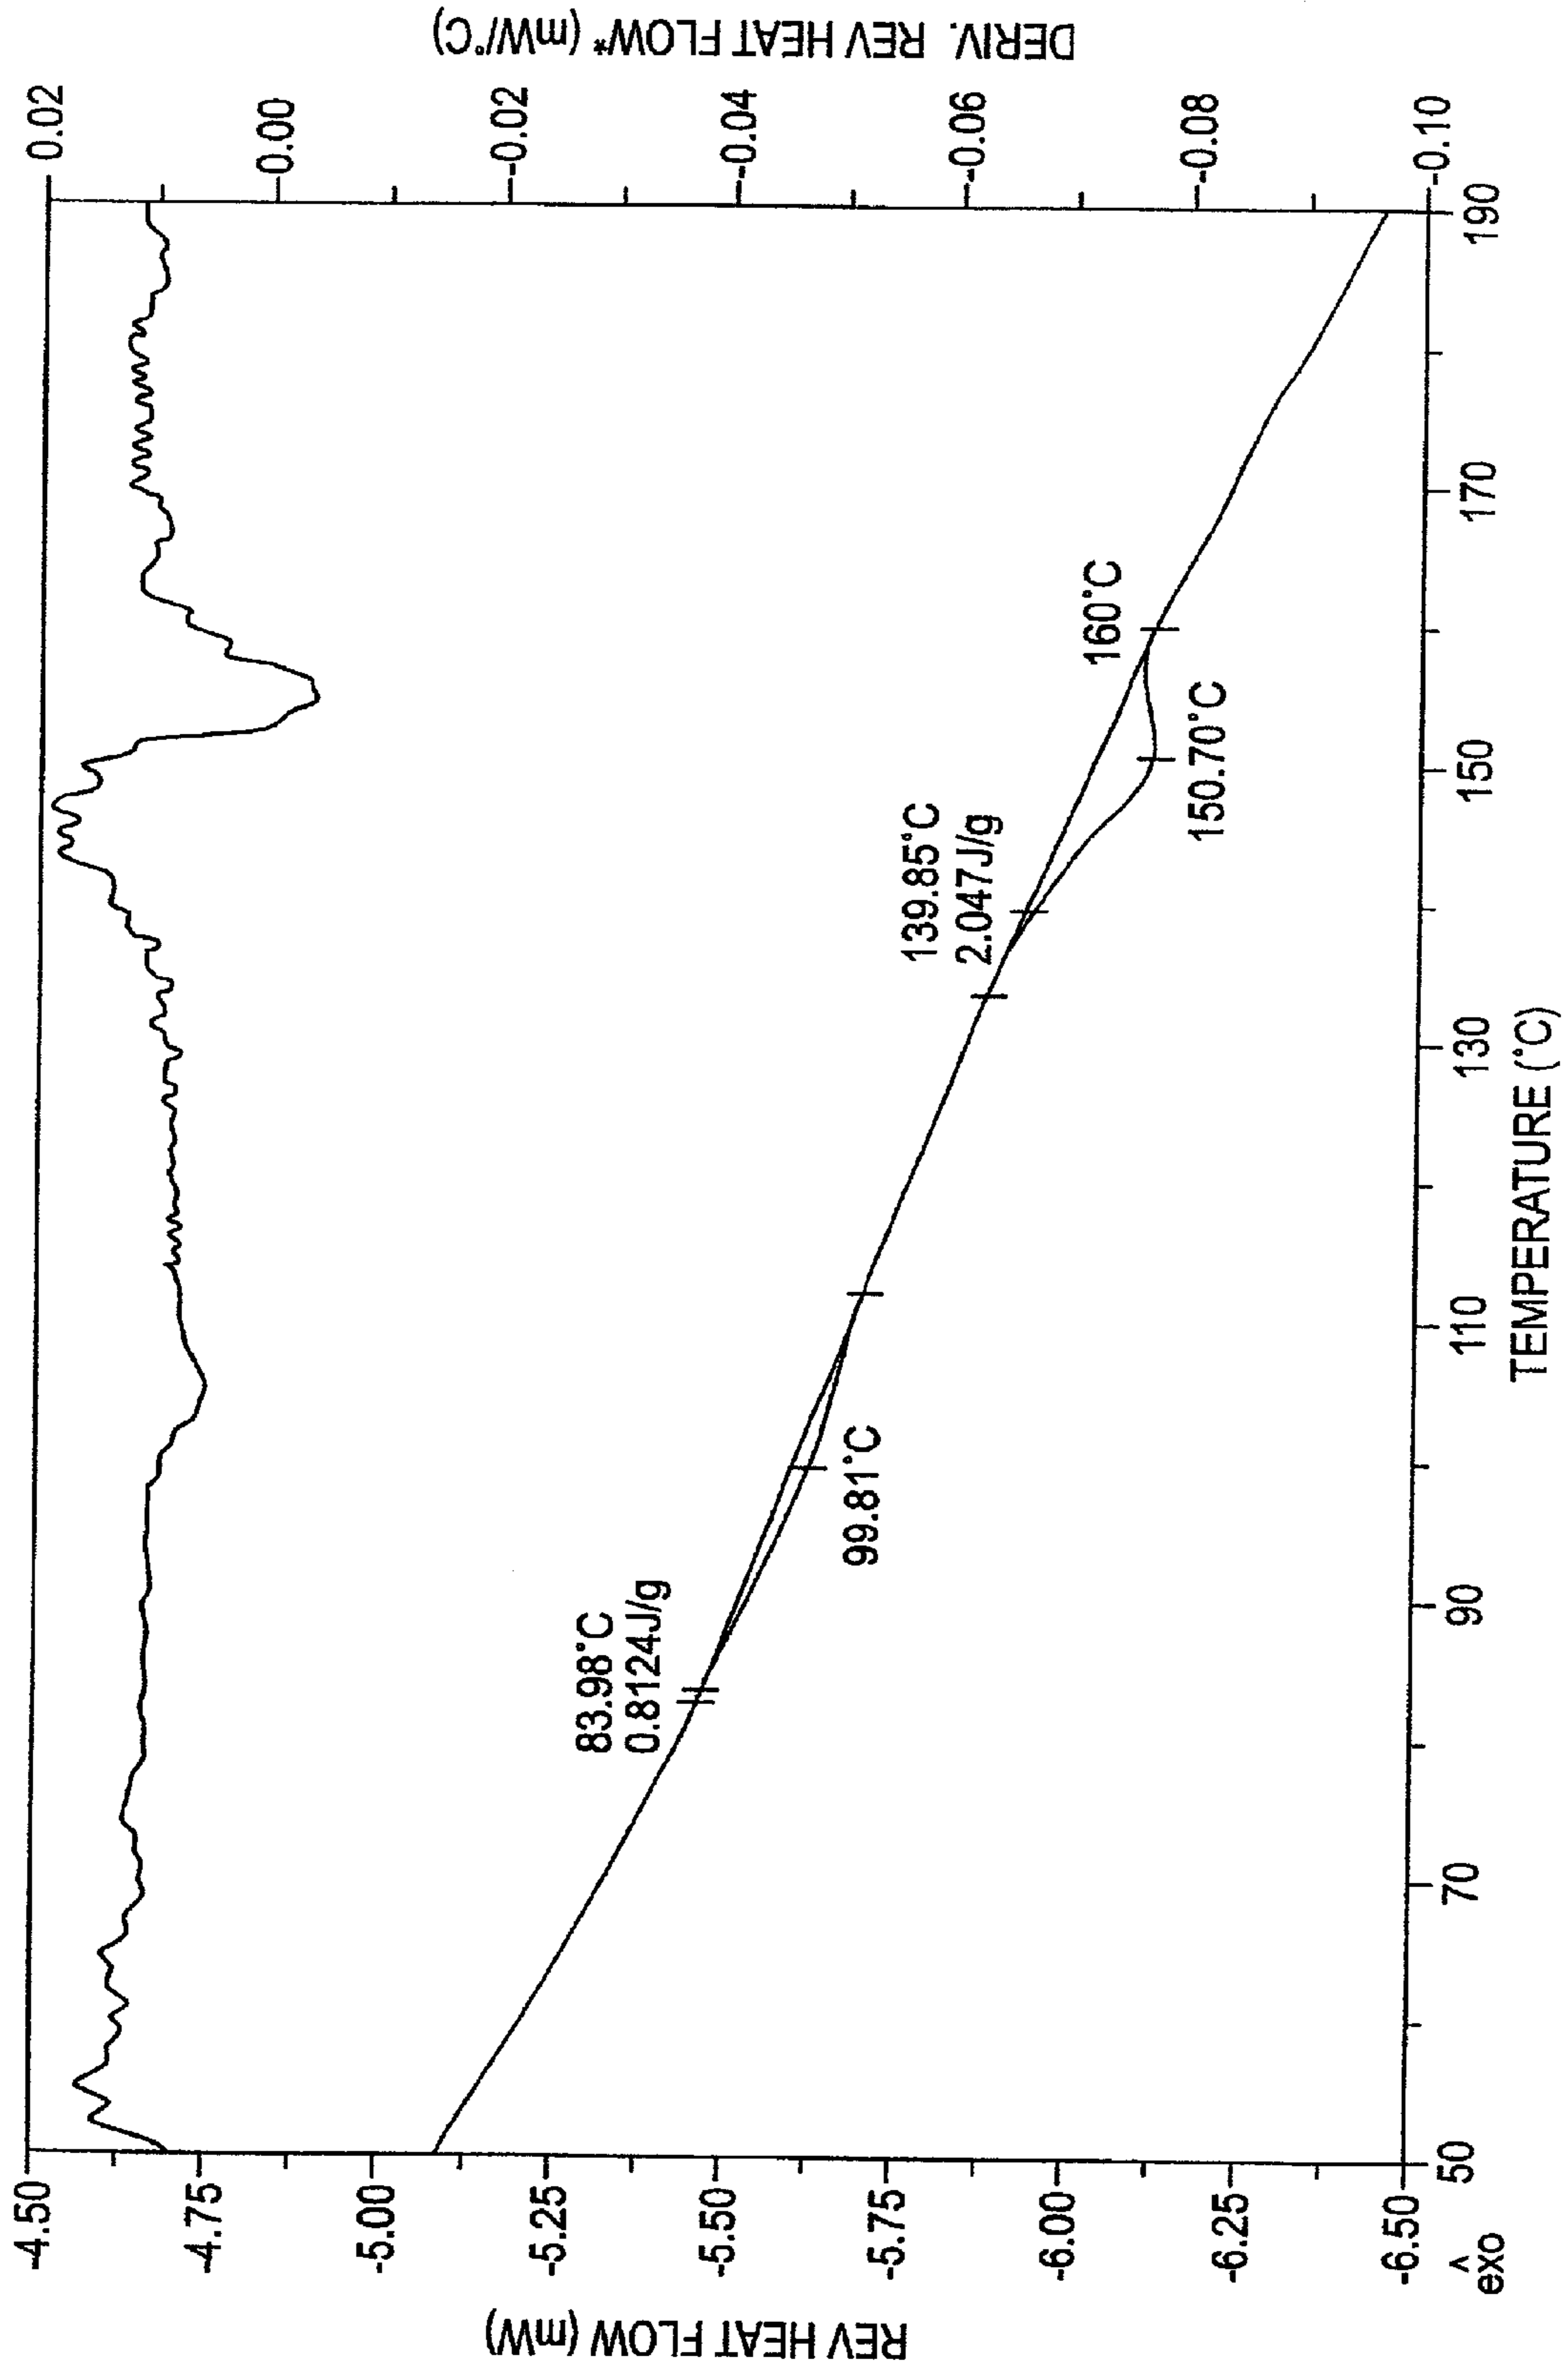 REV HEAT FLOW (mW)
-4.50
-4.75
-5.00
-5.25
-5.50
-5.75
-6.00
-6.25
-6.50
^
exo
83.98°C
0.8124J/g
99.81°C
139.85°C
2.047J/g
150.70°C
160°C
50
70
90
110
130
150
170
190
TEMPERATURE (°C)
0.02
0.00
-0.02
-0.04
-0.06
-0.08
-0.10
DERIV. REV HEAT FLOW* (mW/°C)